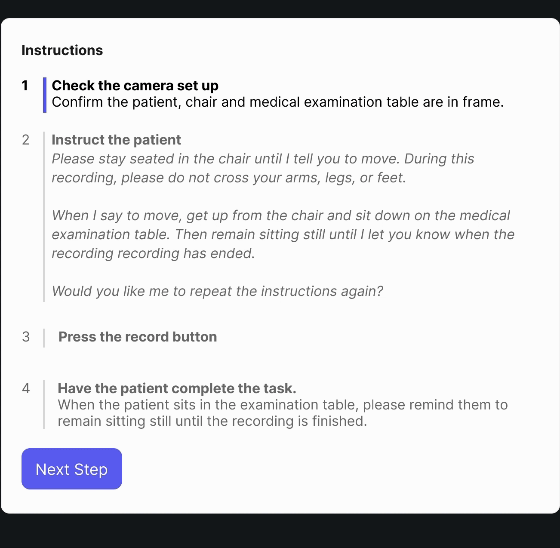 Instructions
1 Check the camera set up
Confirm the patient, chair and medical examination table are in frame.
2 Instruct the patient
Please stay seated in the chair until I tell you to move. During this
recording, please do not cross your arms, legs, or feet.
When I say to move, get up from the chair and sit down on the medical
examination table. Then remain sitting still until I let you know when the
recording recording has ended.
Would you like me to repeat the instructions again?
3 Press the record button
4 Have the patient complete the task.
When the patient sits in the examination table, please remind them to
remain sitting still until the recording is finished.
Next Step